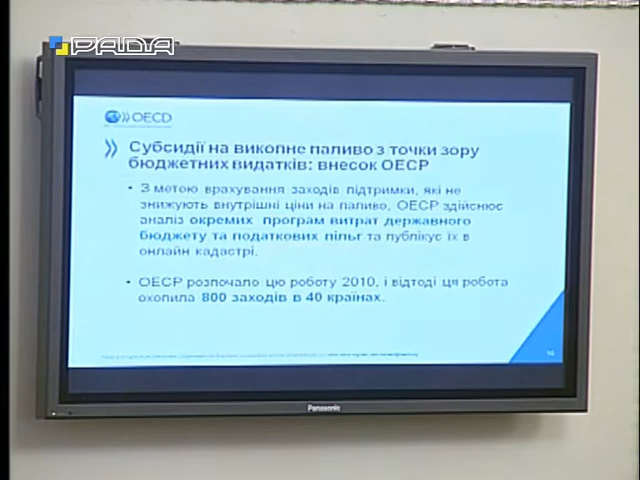 РАДА
OECD
Субсидії на викопне паливо з точки зору
бюджетних видатків: внесок ОЕСР
• З метою врахування заходів підтримки, які не
знижують внутрішні ціни на паливо, ОЕСР здійснює
аналіз окремих програм витрат державного
бюджету та податкових пільг та публікує їх в
онлайн кадастрі.
• ОЕСР розпочало цю роботу 2010, і відтоді ця робота
охопила 800 заходів в 40 країнах.
Panasonic